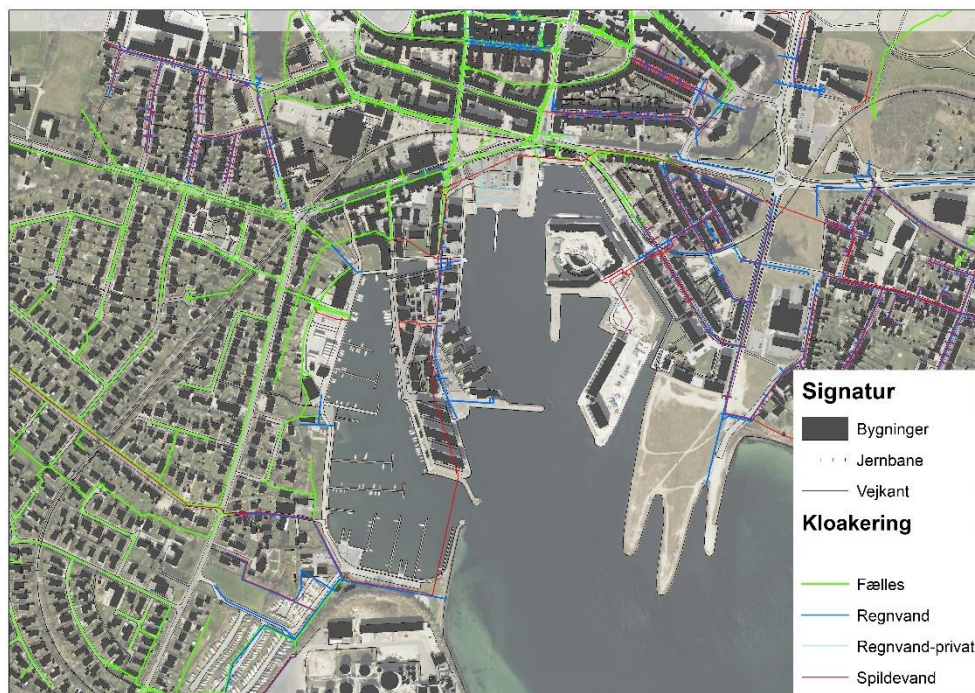 Signatur
Bygninger
Jernbane
Vejkant
Kloakering
Fælles
Regnvand
Regnvand-privat
Spildevand